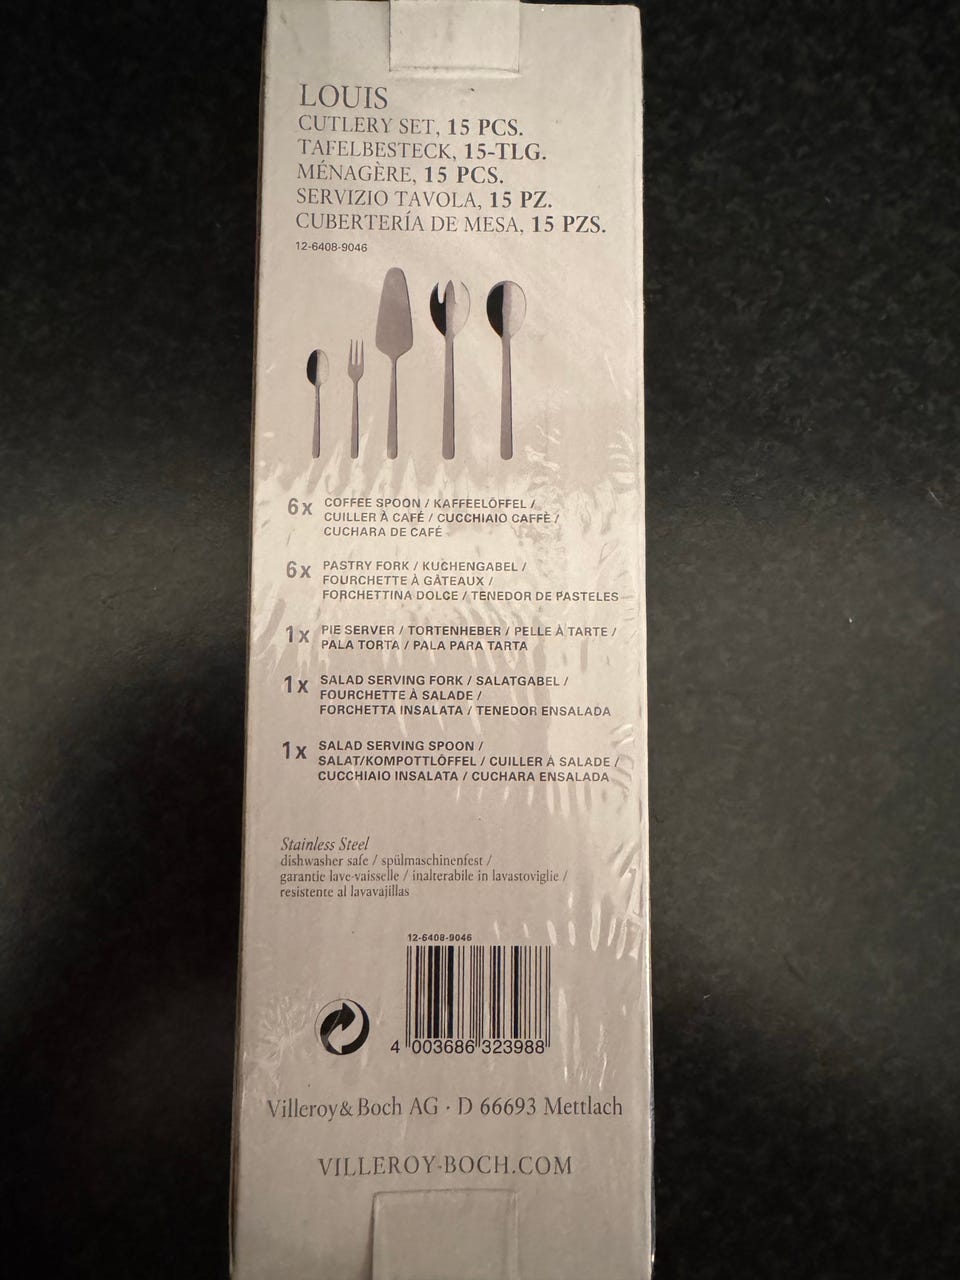 LOUIS
CUTLERY SET, 15 PCS.
TAFELBESTECK, 15-TLG.
MÉNAGÈRE, 15 PCS.
SERVIZIO TAVOLA, 15 PZ.
CUBERTERÍA DE MESA, 15 PZS.
12-6408-9046
6x COFFEE SPOON / KAFFEELÖFFEL /
CUILLER À CAFÉ / CUCCHIAIO CAFFÈ /
CUCHARA DE CAFÉ
6x PASTRY FORK / KUCHENGABEL /
FOURCHETTE À GÂTEAUX /
FORCHETTINA DOLCE / TENEDOR DE PASTELES
1x PIE SERVER / TORTENHEBER / PELLE À TARTE /
PALA TORTA / PALA PARA TARTA
1x SALAD SERVING FORK / SALATGABEL /
FOURCHETTE À SALADE /
FORCHETTA INSALATA / TENEDOR ENSALADA
1x SALAD SERVING SPOON /
SALAT/KOMPOTTLÖFFEL / CUILLER À SALADE /
CUCCHIAIO INSALATA / CUCHARA ENSALADA
Stainless Steel
dishwasher safe / spülmaschinenfest /
garantie lave-vaisselle / inalterabile in lavastoviglie /
resistente al lavavajillas
12-6408-9046
4 003686 323988
Villeroy & Boch AG · D 66693 Mettlach
VILLEROY-BOCH.COM